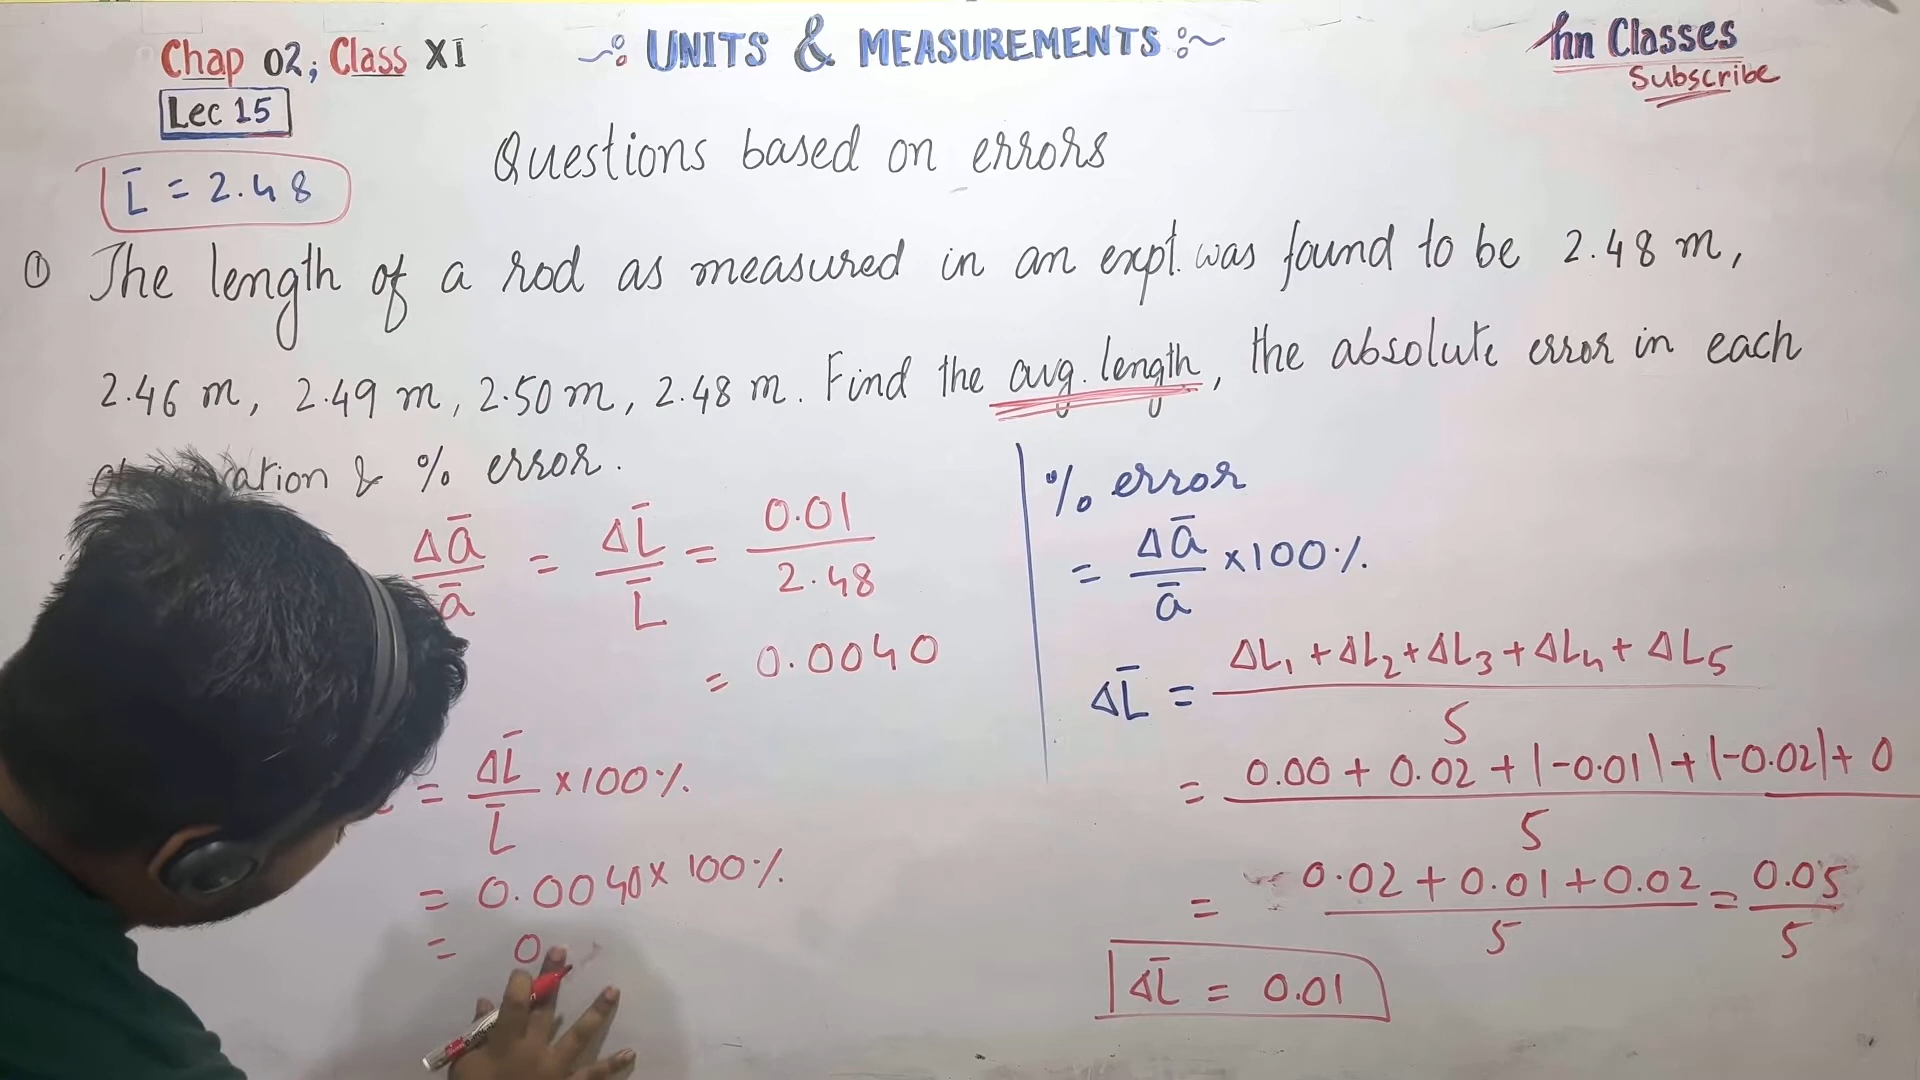 Chap 02; Class XI
~: UNITS & MEASUREMENTS :~
hn Classes
Subscribe
Lec 15
L̄ = 2.48
Questions based on errors
① The length of a rod as measured in an expt. was found to be 2.48 m,
2.46 m, 2.49 m, 2.50 m, 2.48 m. Find the avg. length, the absolute error in each
& % error.
Δā/ā = ΔL̄/L̄ = 0.01/2.48
= 0.0040
= ΔL̄/L̄ ×100%
= 0.0040 × 100%
= 0.
% error
= Δā/ā ×100%
ΔL̄ = ΔL₁ + ΔL₂ + ΔL₃ + ΔL₄ + ΔL₅ / 5
= 0.00 + 0.02 + |-0.01| + |-0.02| + 0 / 5
= 0.02 + 0.01 + 0.02 / 5 = 0.05 / 5
ΔL̄ = 0.01